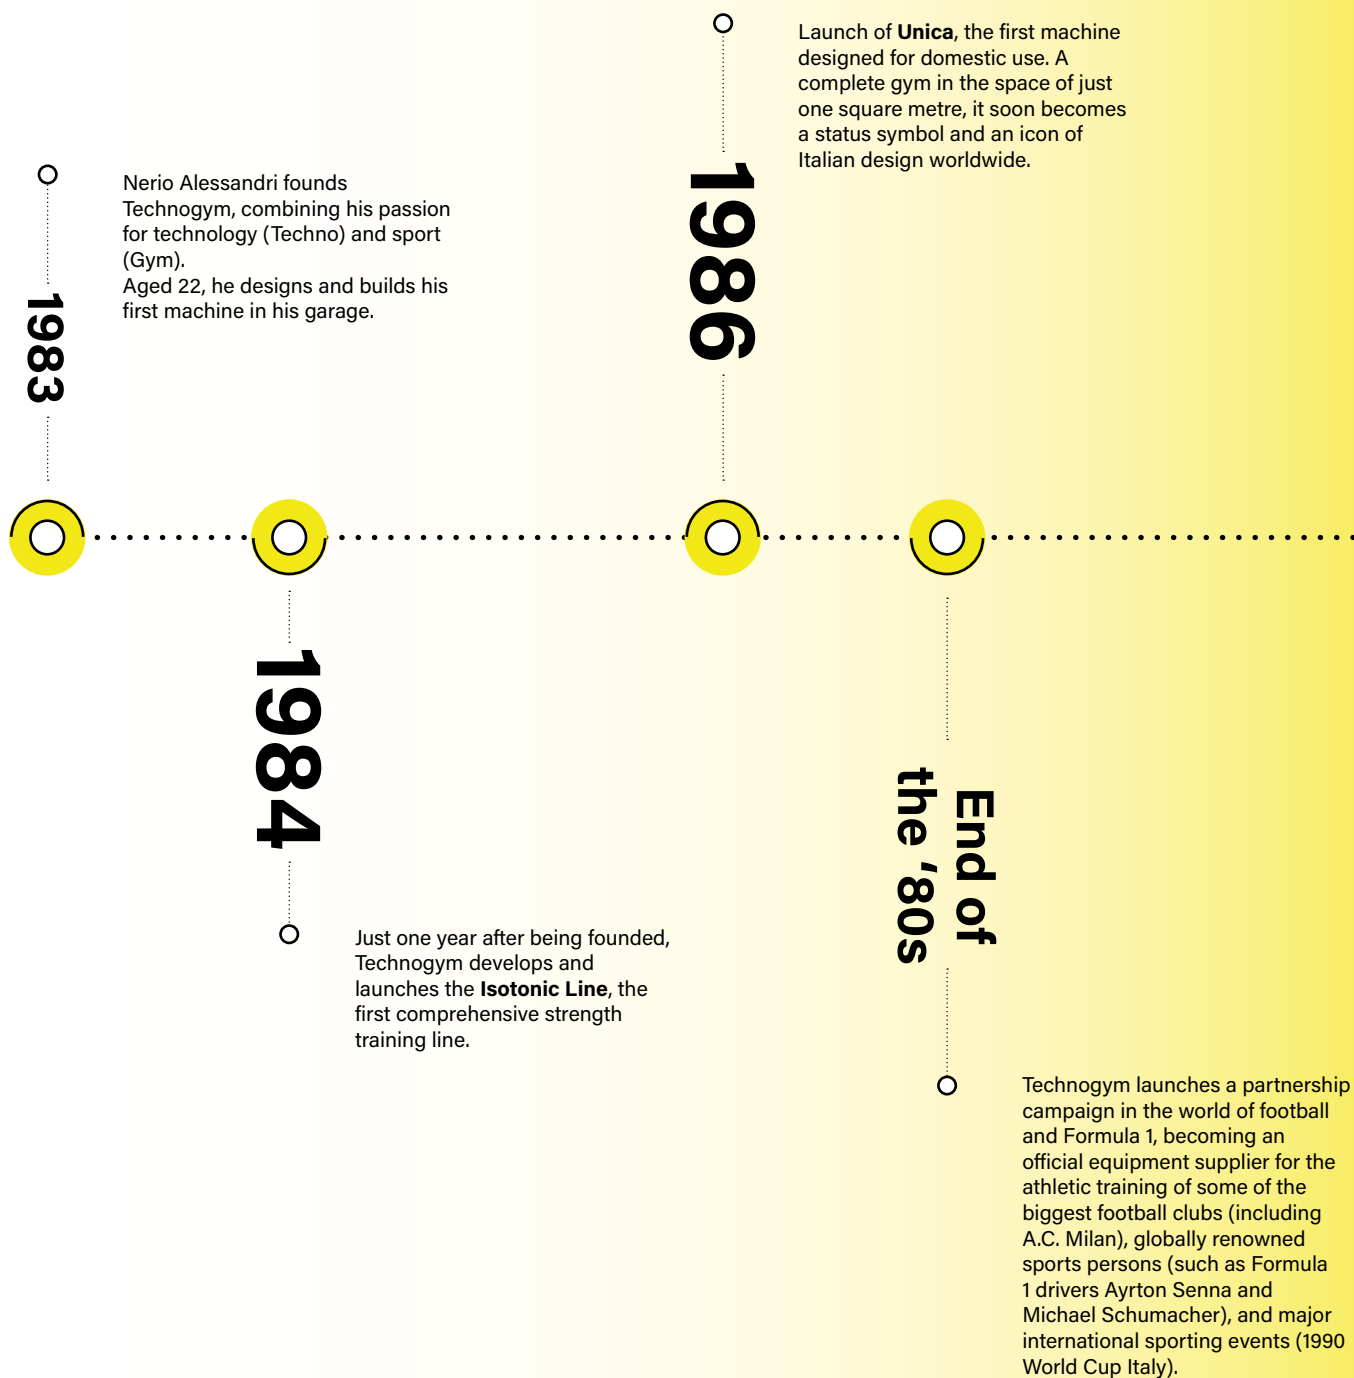 1983
Nerio Alessandri founds
Technogym, combining his passion
for technology (Techno) and sport
(Gym).
Aged 22, he designs and builds his
first machine in his garage.
1984
Just one year after being founded,
Technogym develops and
launches the Isotonic Line, the
first comprehensive strength
training line.
1986
Launch of Unica, the first machine
designed for domestic use. A
complete gym in the space of just
one square metre, it soon becomes
a status symbol and an icon of
Italian design worldwide.
End of
the ’80s
Technogym launches a partnership
campaign in the world of football
and Formula 1, becoming an
official equipment supplier for the
athletic training of some of the
biggest football clubs (including
A.C. Milan), globally renowned
sports persons (such as Formula
1 drivers Ayrton Senna and
Michael Schumacher), and major
international sporting events (1990
World Cup Italy).